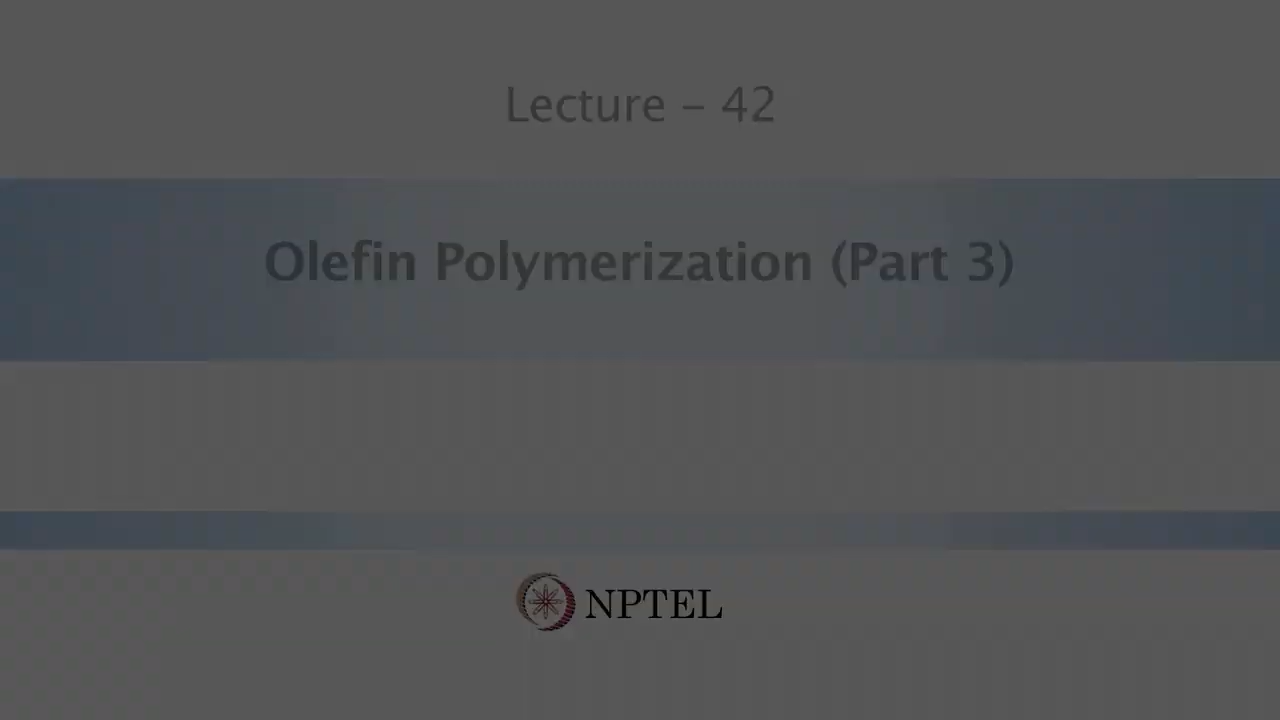 Lecture – 42
Olefin Polymerization (Part 3)
NPTEL